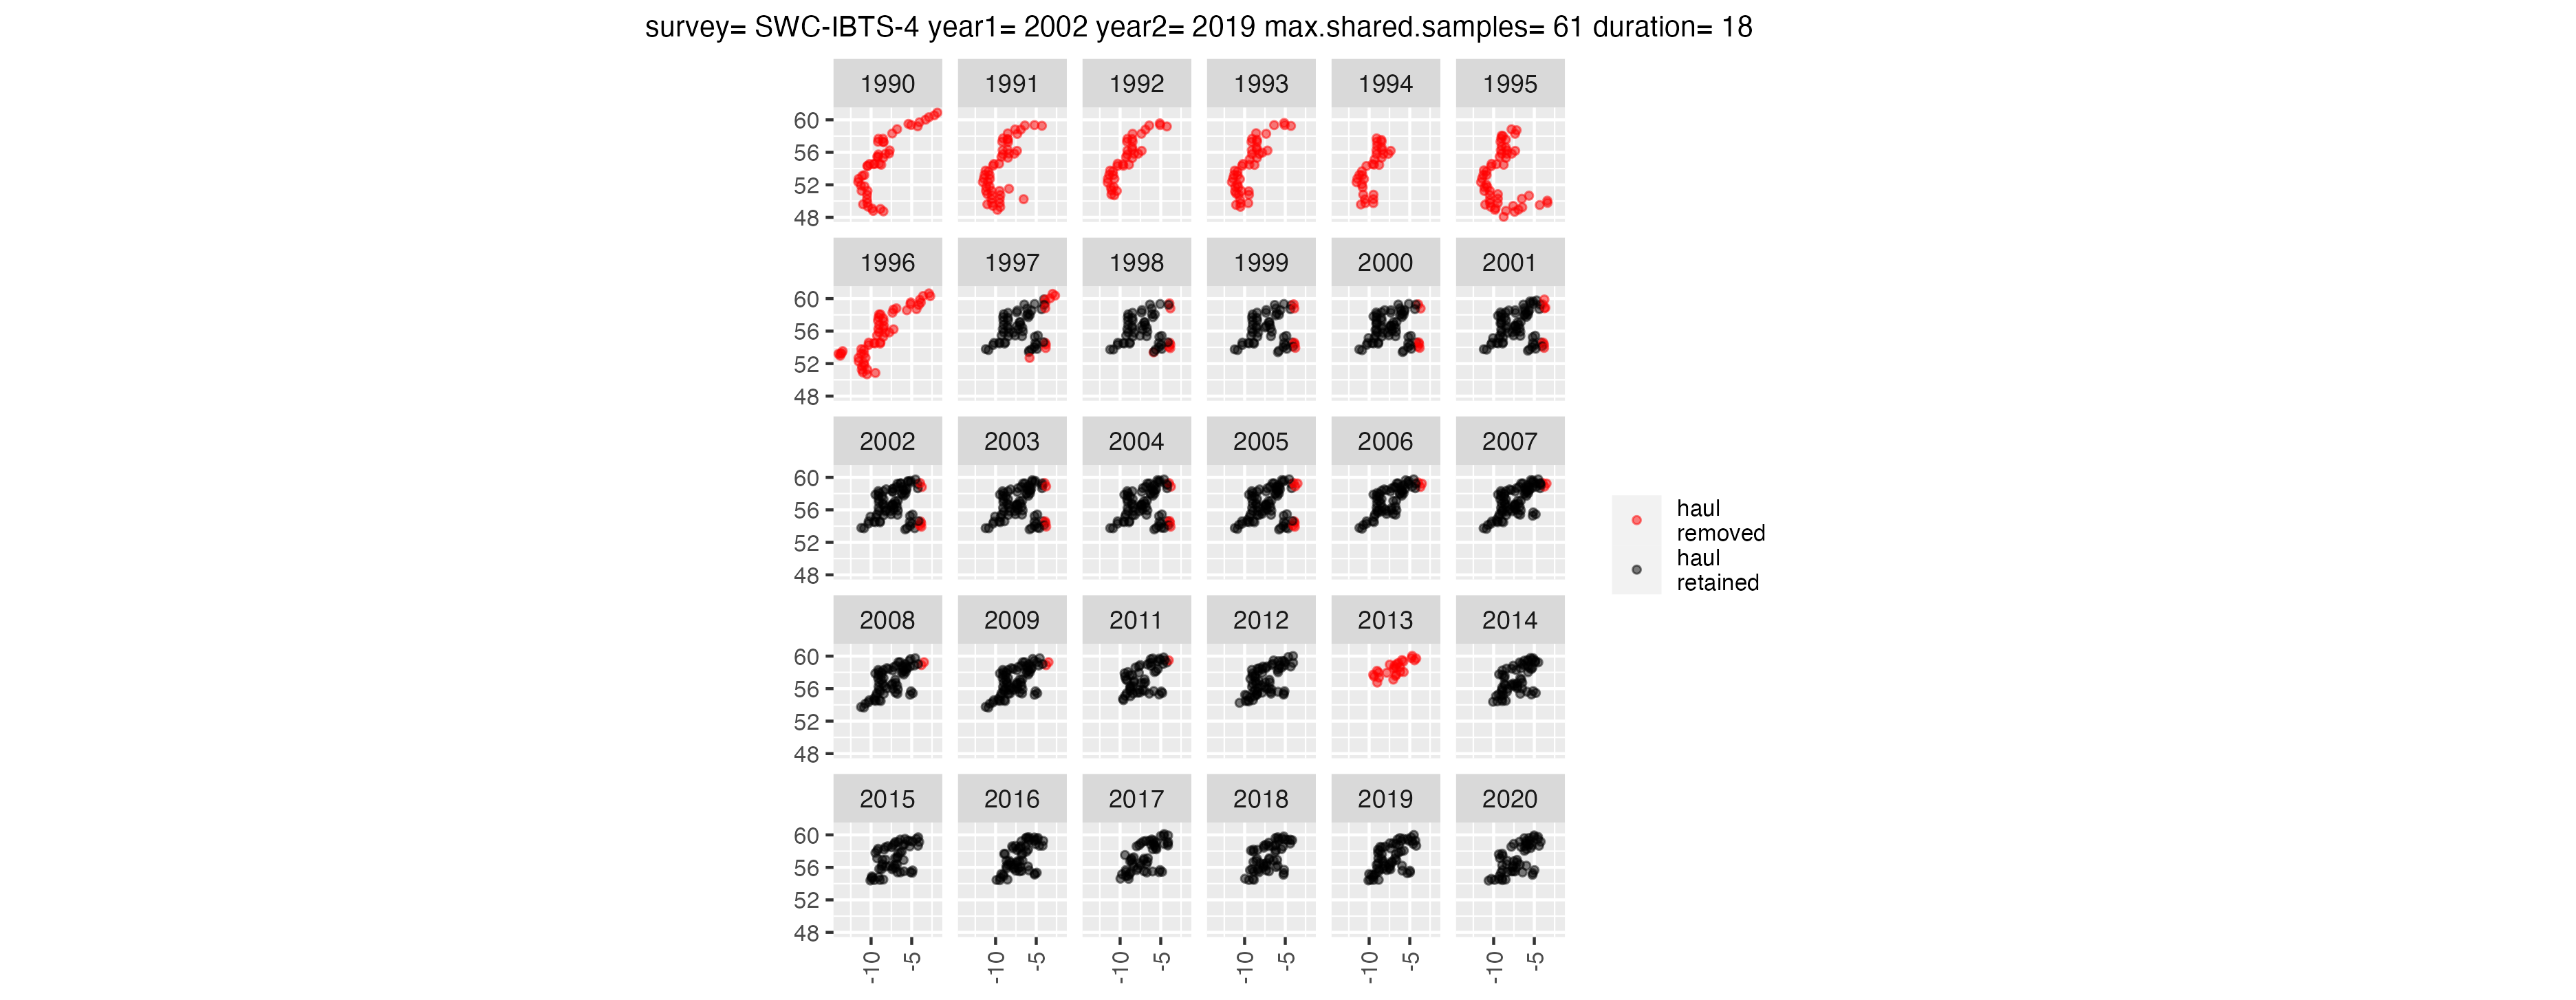 survey= SWC-IBTS-4 year1= 2002 year2= 2019 max.shared.samples= 61 duration= 18
1990 1991 1992 1993 1994 1995
60
56
52
48
1996 1997 1998 1999 2000 2001
60
56
52
48
2002 2003 2004 2005 2006 2007
60
56
52
48
haul
removed
haul
retained
2008 2009 2011 2012 2013 2014
60
56
52
48
2015 2016 2017 2018 2019 2020
60
56
52
48
-10 -5 -10 -5 -10 -5 -10 -5 -10 -5 -10 -5